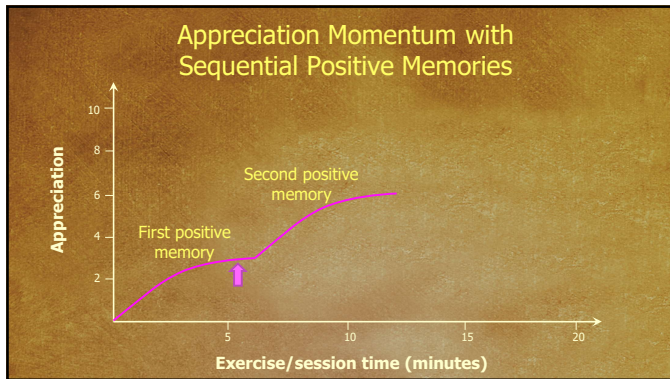 Appreciation Momentum with
Sequential Positive Memories
10
8
6
4
2
Appreciation
Second positive
memory
First positive
memory
5
10
15
20
Exercise/session time (minutes)